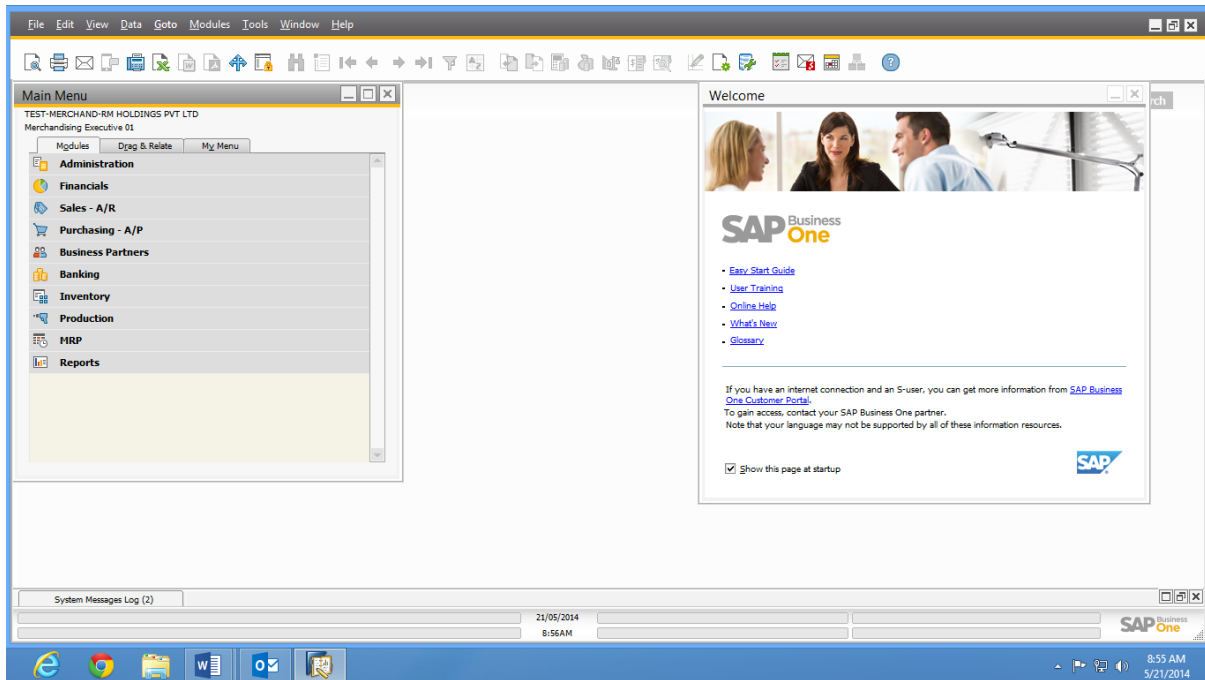 File Edit View Data Goto Modules Tools Window Help
Main Menu
TEST-MERCHAND-RM HOLDINGS PVT LTD
Merchandising Executive 01
Modules Drag & Relate My Menu
Administration
Financials
Sales - A/R
Purchasing - A/P
Business Partners
Banking
Inventory
Production
MRP
Reports
Welcome
rch
SAP Business One
Easy Start Guide
User Training
Online Help
What's New
Glossary
If you have an internet connection and an S-user, you can get more information from SAP Business
One Customer Portal.
To gain access, contact your SAP Business One partner.
Note that your language may not be supported by all of these information resources.
Show this page at startup
SAP
System Messages Log (2)
21/05/2014
8:56AM
SAP Business One
8:55 AM
5/21/2014